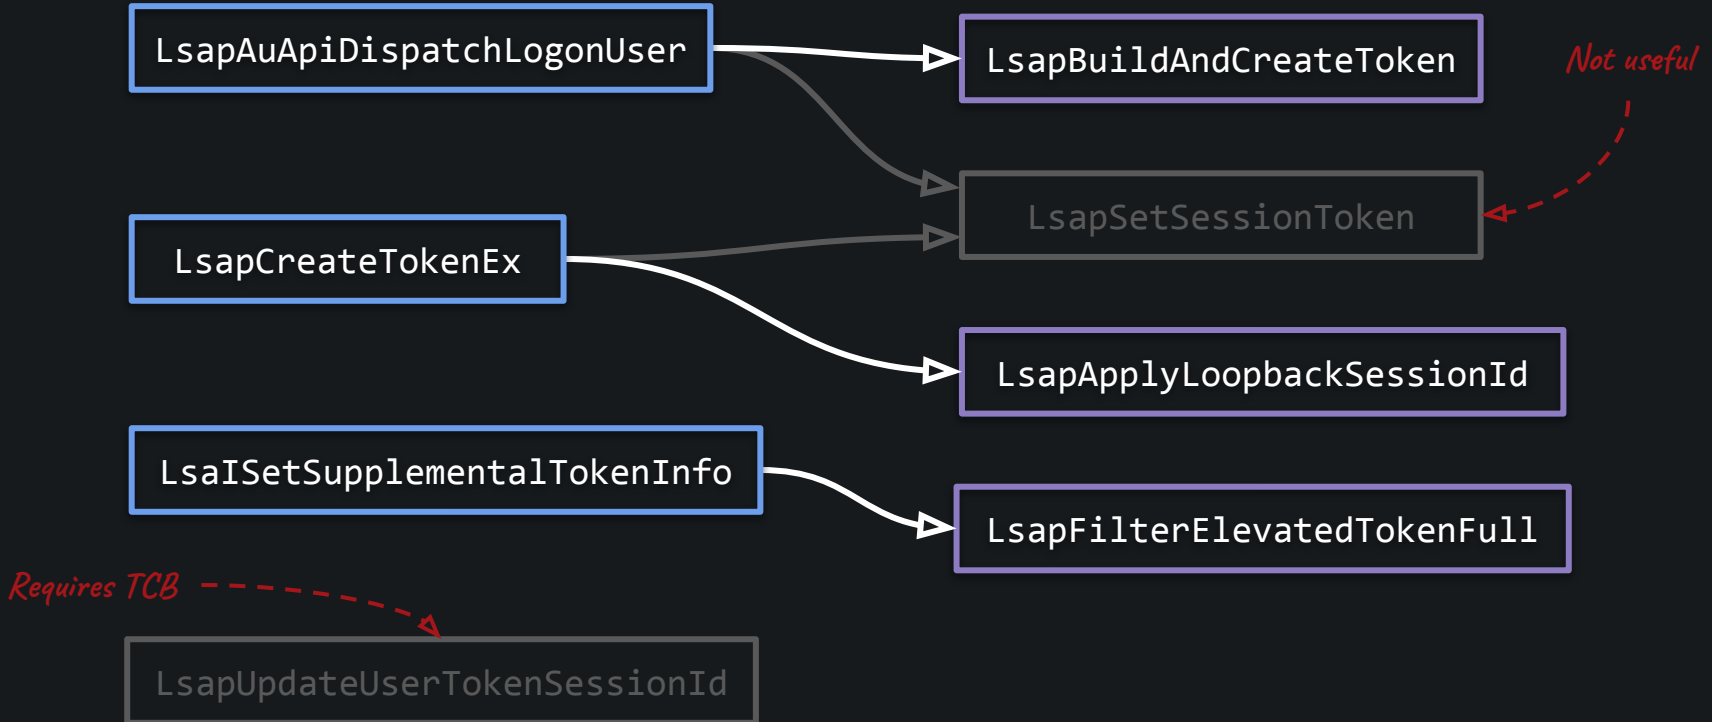 LsapAuApiDispatchLogonUser
LsapBuildAndCreateToken
Not useful
LsapSetSessionToken
LsapCreateTokenEx
LsapApplyLoopbackSessionId
LsaISetSupplementalTokenInfo
LsapFilterElevatedTokenFull
Requires TCB
LsapUpdateUserTokenSessionId